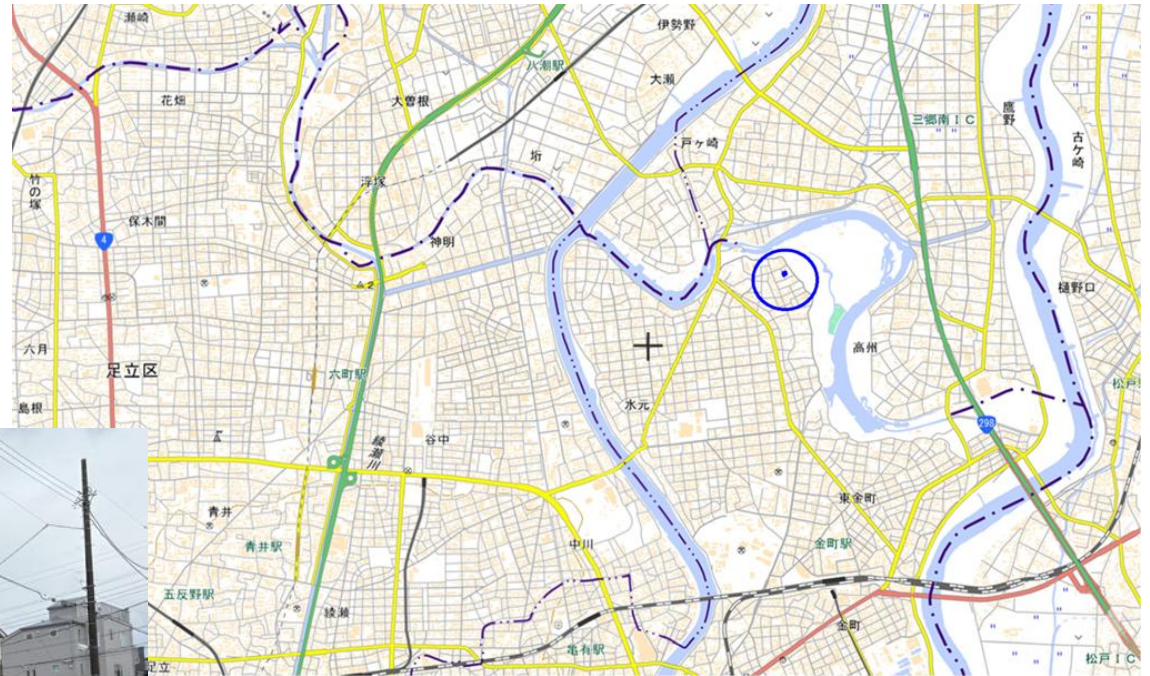 瀬崎
伊勢野
八潮駅
花畑
大曽根
大瀬
三郷南IC
鷹野
古ケ崎
戸ヶ崎
垳
浮塚
竹の塚
保木間
神明
4
2
樋野口
六月
足立区
六町駅
高州
松戸
島根
水元
298
谷中
綾瀬川
青井
東金町
青井駅
中川
金町駅
五反野駅
綾瀬
金町
亀有駅
足立
松戸IC